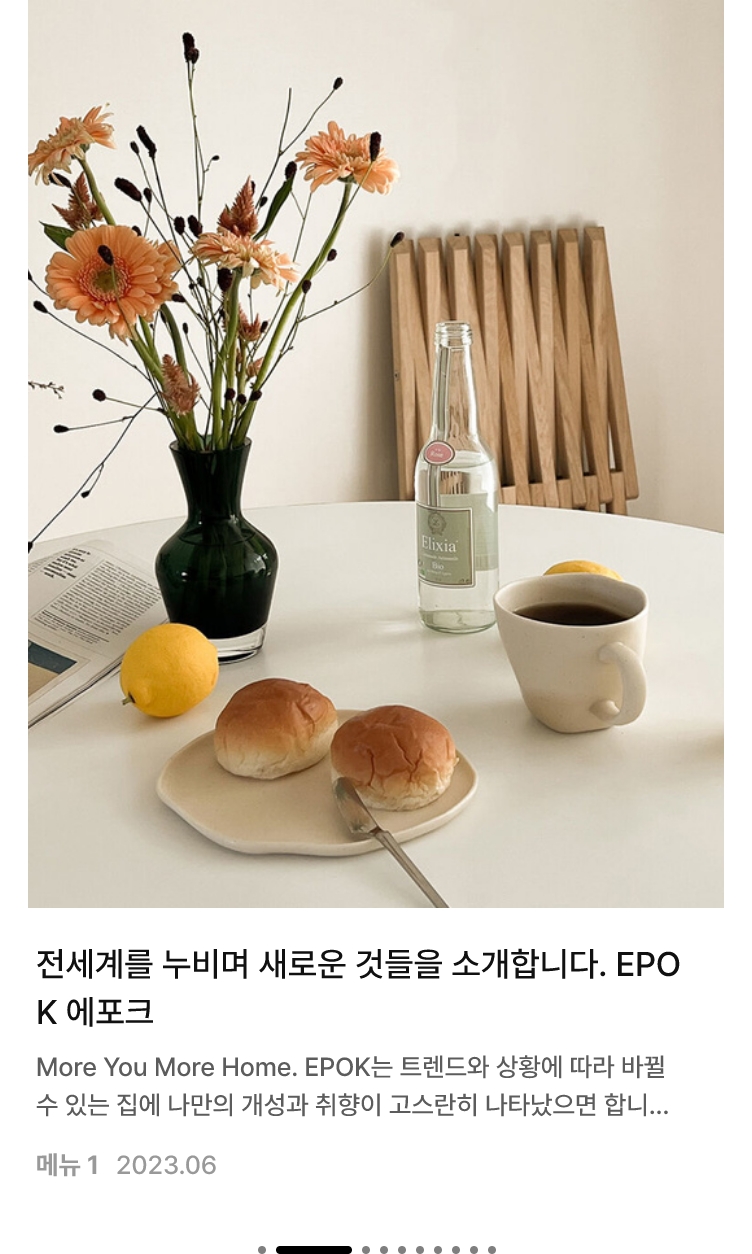 Elixia
Bio
전세계를 누비며 새로운 것들을 소개합니다. EPO
K 에포크
More You More Home. EPOK는 트렌드와 상황에 따라 바뀔
수 있는 집에 나만의 개성과 취향이 고스란히 나타났으면 합니...
메뉴 1 2023.06